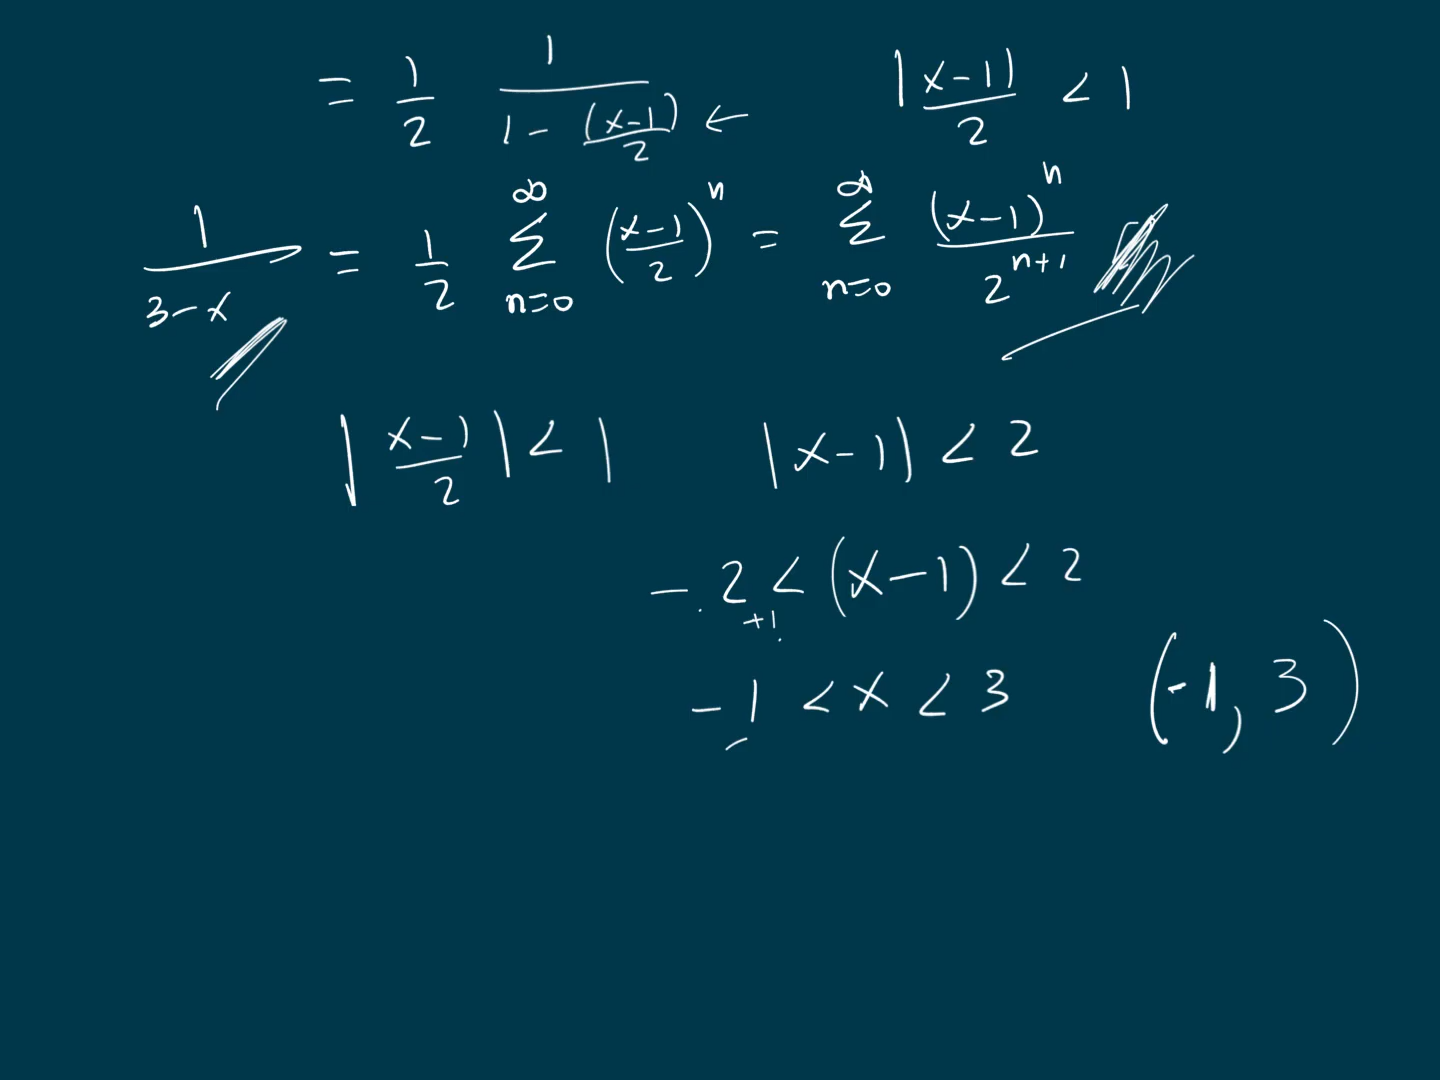 = 1/2 1/(1 - (x-1)/2) ← |x-1|/2 < 1
1/(3-x) = 1/2 ∑_{n=0}^{∞} ((x-1)/2)^n = ∑_{n=0}^{∞} (x-1)^n/2^{n+1}
|(x-1)/2| < 1 |x-1| < 2
-2 < (x-1) < 2
+1
-1 < x < 3 (-1, 3)